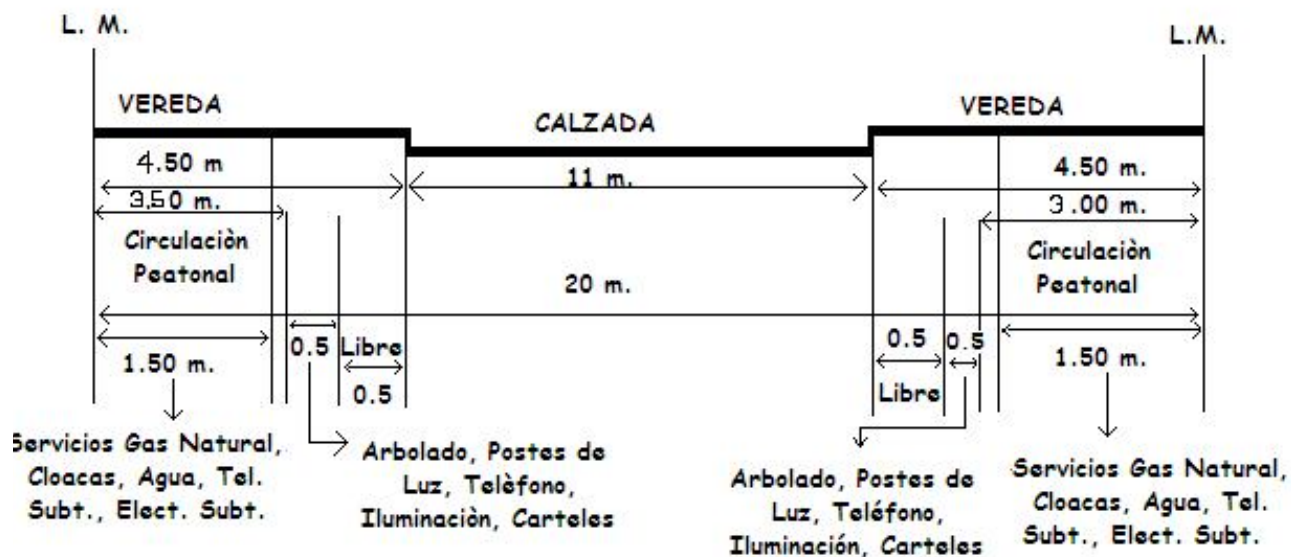 L. M.
L.M.
VEREDA
CALZADA
VEREDA
4.50 m
11 m.
4.50 m.
3.50 m.
3.00 m.
Circulaciòn
Peatonal
Circulaciòn
Peatonal
20 m.
0.5
Libre
0.5
1.50 m.
0.5
0.5
Libre
1.50 m.
Servicios Gas Natural,
Cloacas, Agua, Tel.
Subt., Elect. Subt.
Arbolado, Postes de
Luz, Telèfono,
Iluminaciòn, Carteles
Arbolado, Postes de
Luz, Teléfono,
Iluminación, Carteles
Servicios Gas Natural,
Cloacas, Agua, Tel.
Subt., Elect. Subt.